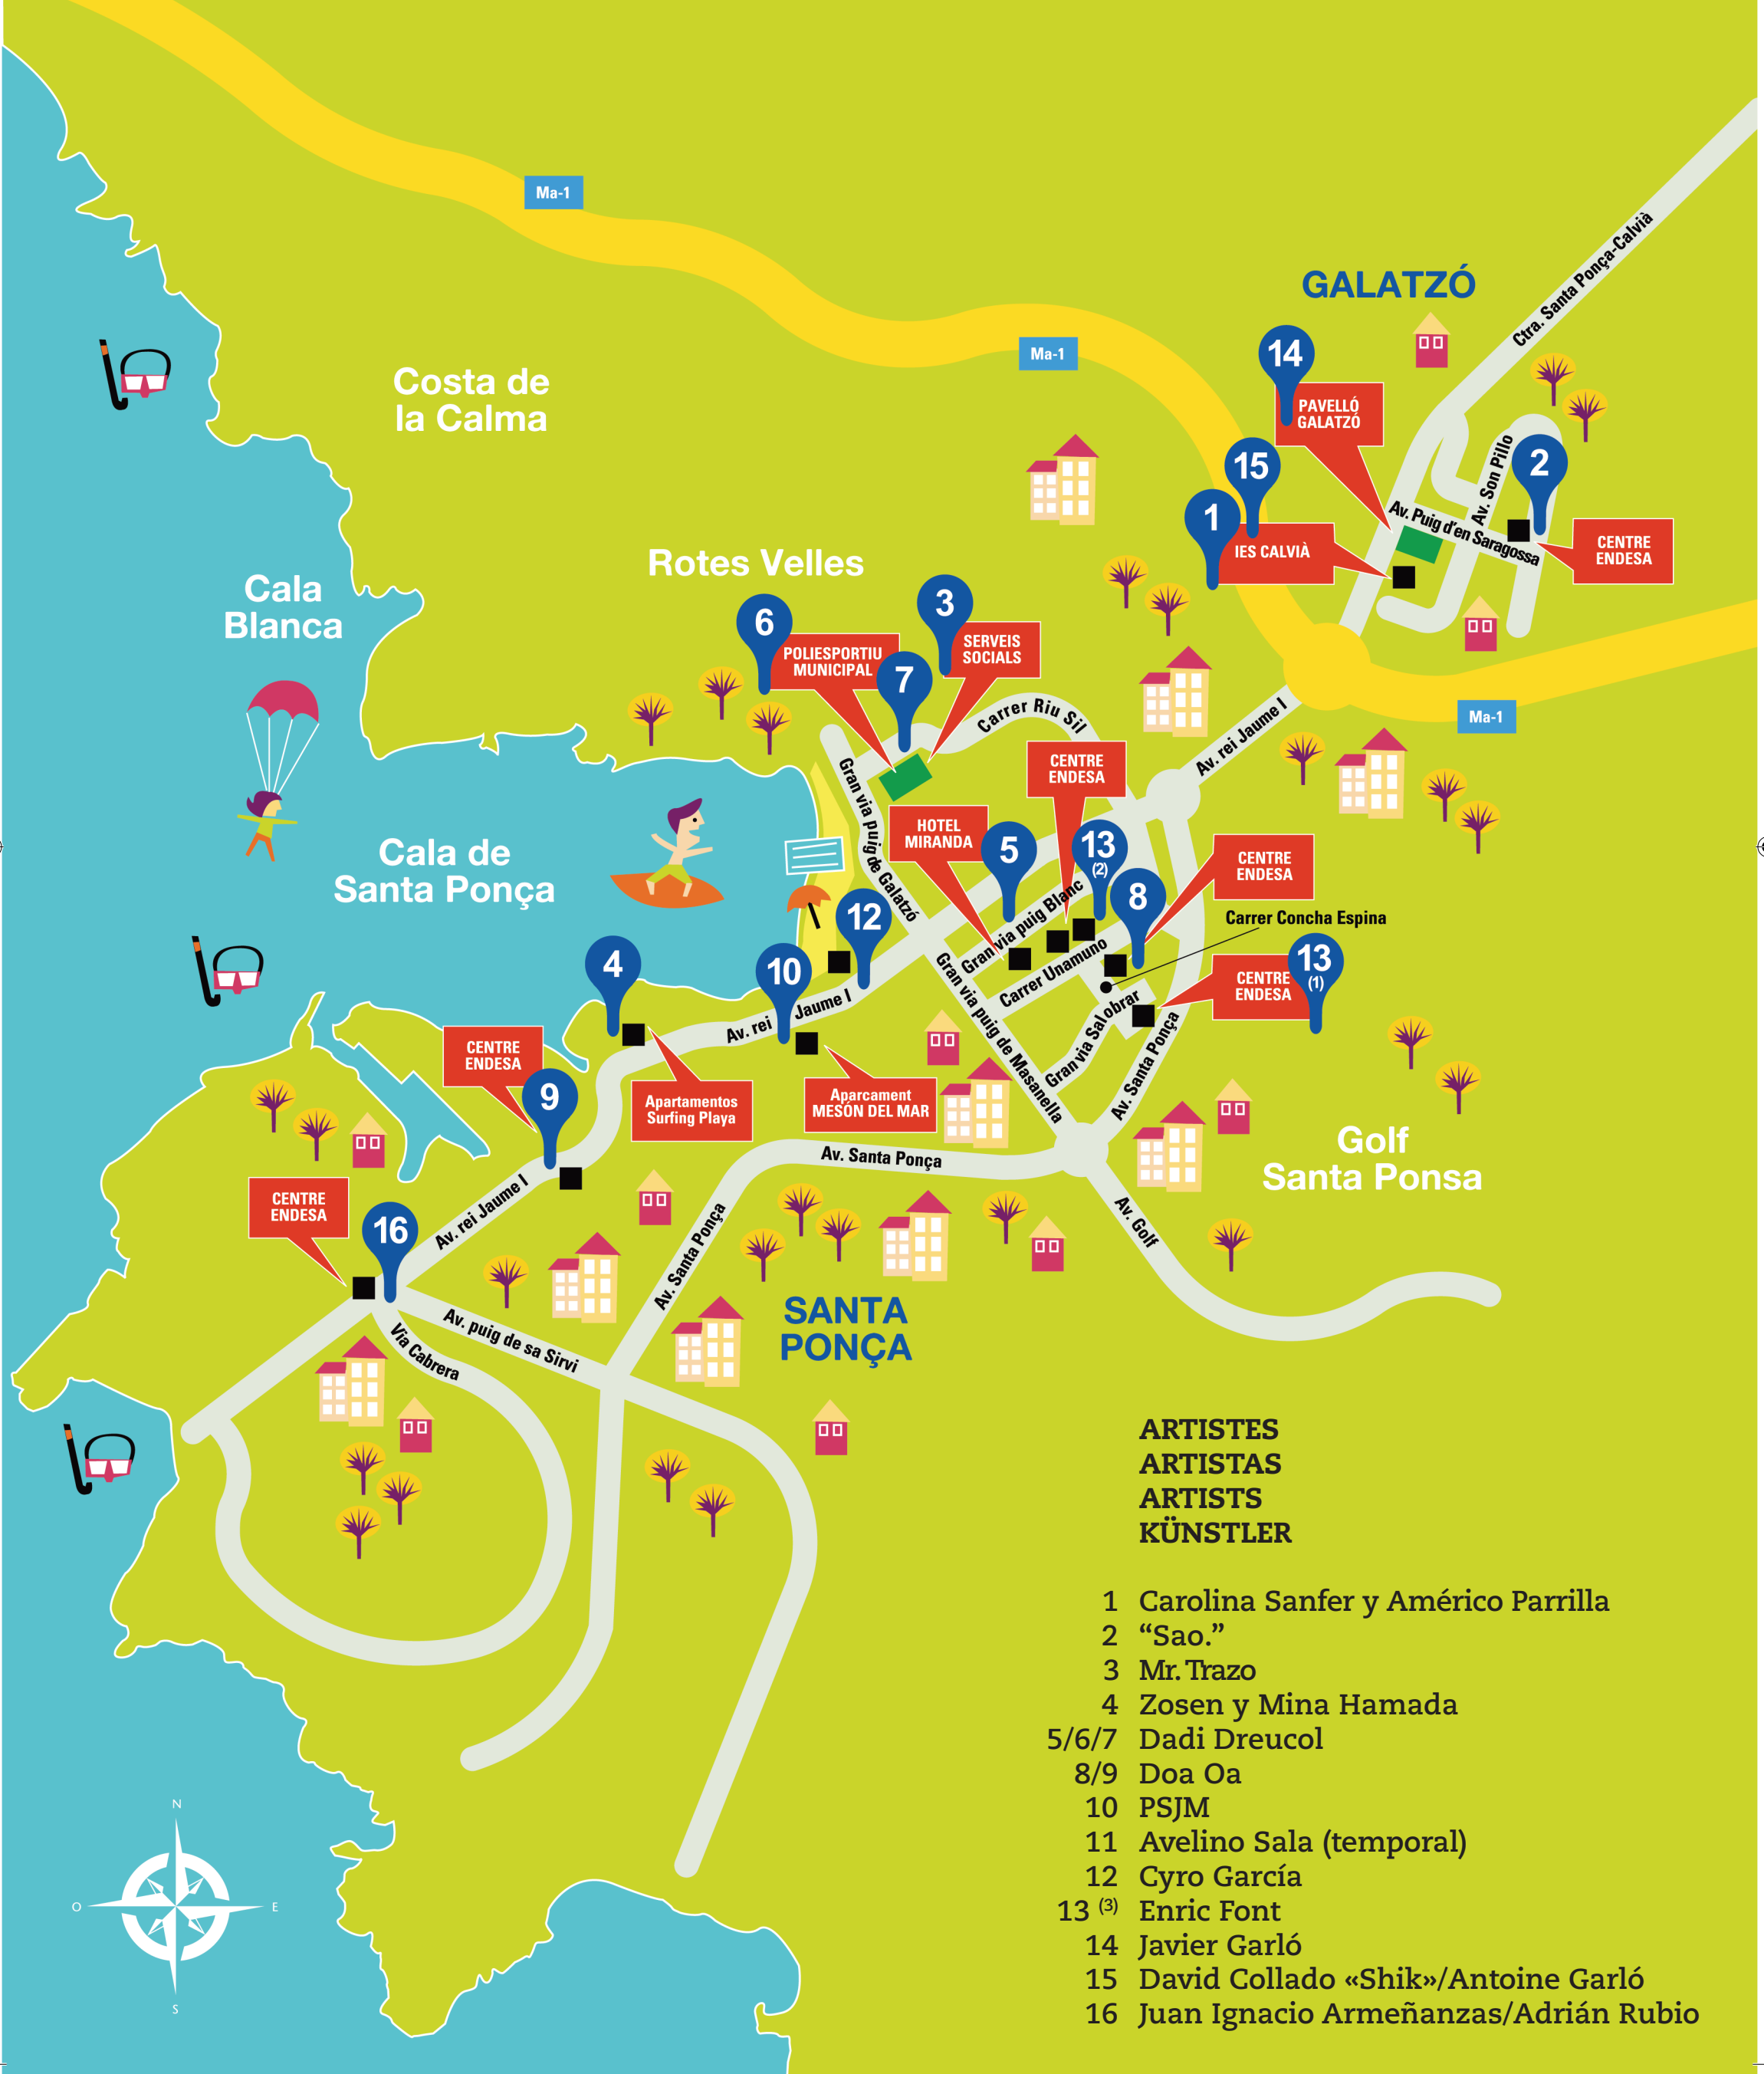 Ma-1
Ctra. Santa Ponça-Calvià
GALATZÓ
Ma-1
14
PAVELLÓ
GALATZÓ
Costa de
la Calma
15
2
Av. Son Pillo
1
IES CALVIÀ
Av. Puig d'en Saragossa
CENTRE
ENDESA
Rotes Velles
Cala
Blanca
6
3
POLIESPORTIU
MUNICIPAL
7
SERVEIS
SOCIALS
Carrer Riu Sil
Av. rei Jaume I
Ma-1
CENTRE
ENDESA
Gran via puig de Galatzó
HOTEL
MIRANDA
5
13
(2)
8
CENTRE
ENDESA
Cala de
Santa Ponça
12
Gran via puig Blanc
Carrer Concha Espina
4
10
Carrer Unamuno
CENTRE
ENDESA
13
(1)
Av. rei Jaume I
Gran via puig de Masanella
Gran via Salobrar
Av. Santa Ponça
CENTRE
ENDESA
9
Apartamentos
Surfing Playa
Aparcament
MESÓN DEL MAR
Golf
Santa Ponsa
Av. Santa Ponça
CENTRE
ENDESA
16
Av. rei Jaume I
Av. Santa Ponça
Av. Golf
SANTA
PONÇA
Av. puig de sa Sirvi
Via Cabrera
ARTISTES
ARTISTAS
ARTISTS
KÜNSTLER
1 Carolina Sanfer y Américo Parrilla
2 “Sao.”
3 Mr. Trazo
4 Zosen y Mina Hamada
5/6/7 Dadi Dreucol
8/9 Doa Oa
10 PSJM
11 Avelino Sala (temporal)
12 Cyro García
13 (3) Enric Font
14 Javier Garló
15 David Collado «Shik»/Antoine Garló
16 Juan Ignacio Armeñanzas/Adrián Rubio
N
O
E
S